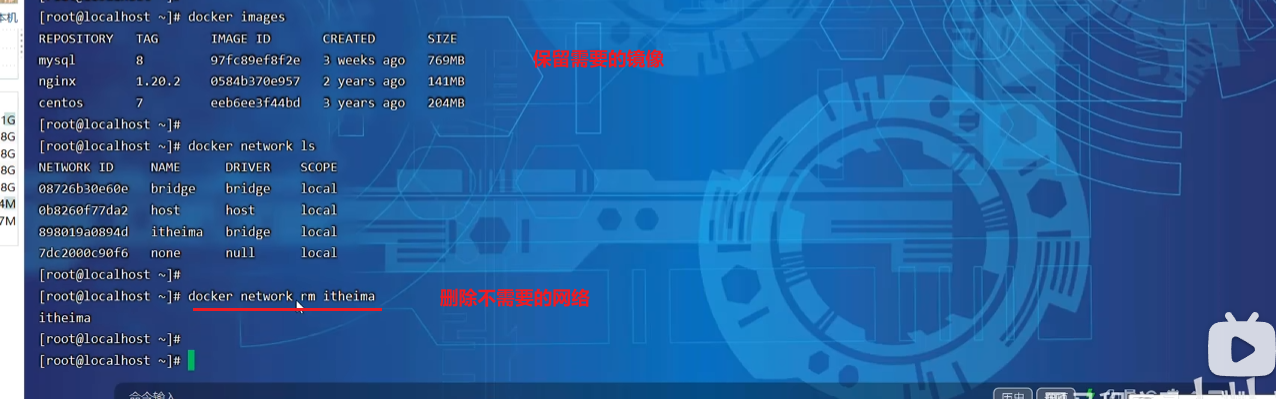 本机
[root@localhost ~]# docker images
REPOSITORY TAG IMAGE ID CREATED SIZE
mysql 8 97fc89ef8f2e 3 weeks ago 769MB
保留需要的镜像
nginx 1.20.2 0584b370e957 2 years ago 141MB
centos 7 eeb6ee3f44bd 3 years ago 204MB
[root@localhost ~]#
[root@localhost ~]# docker network ls
NETWORK ID NAME DRIVER SCOPE
08726b30e60e bridge bridge local
0b8260f77da2 host host local
898019a0894d itheima bridge local
7dc2000c90f6 none null local
[root@localhost ~]#
[root@localhost ~]# docker network rm itheima
删除不需要的网络
itheima
[root@localhost ~]#
[root@localhost ~]#
1G
8G
8G
8G
8G
4M
7M
命令输入
历史